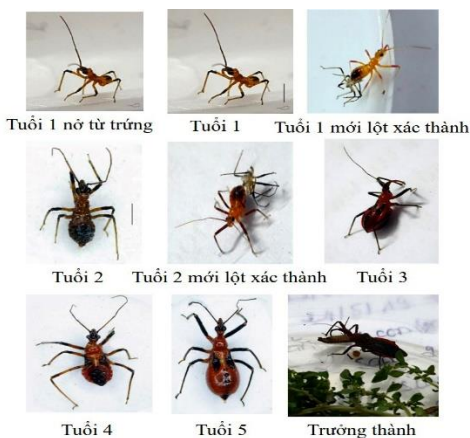 Tuổi 1 nở từ trứng
Tuổi 1
Tuổi 1 mới lột xác thành
Tuổi 2
Tuổi 2 mới lột xác thành
Tuổi 3
Tuổi 4
Tuổi 5
Trưởng thành